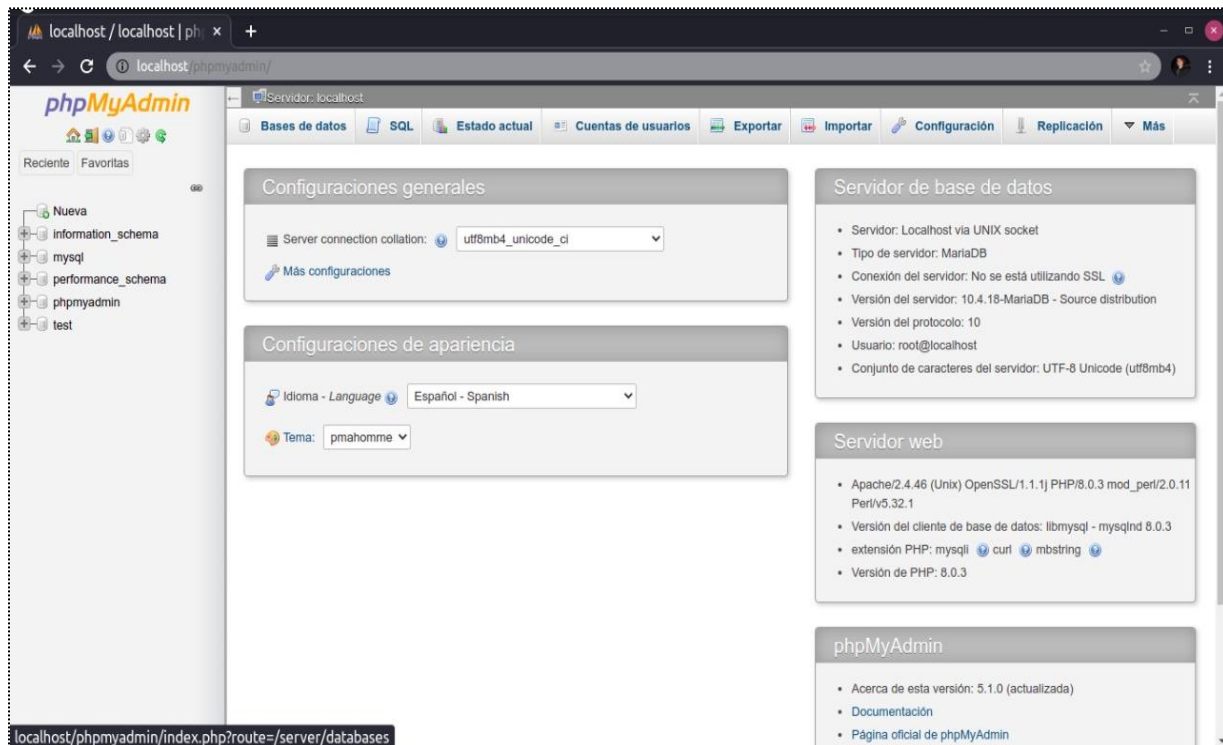 localhost / localhost | ph
localhost/phpmyadmin/
phpMyAdmin
Reciente Favoritas
Nueva
information_schema
mysql
performance_schema
phpmyadmin
test
Servidor: localhost
Bases de datos SQL Estado actual Cuentas de usuarios Exportar Importar Configuración Replicación Más
Configuraciones generales
Server connection collation: utf8mb4_unicode_ci
Más configuraciones
Configuraciones de apariencia
Idioma - Language Español - Spanish
Tema: pmahomme
Servidor de base de datos
• Servidor: Localhost via UNIX socket
• Tipo de servidor: MariaDB
• Conexión del servidor: No se está utilizando SSL
• Versión del servidor: 10.4.18-MariaDB - Source distribution
• Versión del protocolo: 10
• Usuario: root@localhost
• Conjunto de caracteres del servidor: UTF-8 Unicode (utf8mb4)
Servidor web
• Apache/2.4.46 (Unix) OpenSSL/1.1.1j PHP/8.0.3 mod_perl/2.0.11
Perl/v5.32.1
• Versión del cliente de base de datos: libmysql - mysqlnd 8.0.3
• extensión PHP: mysqli curl mbstring
• Versión de PHP: 8.0.3
phpMyAdmin
• Acerca de esta versión: 5.1.0 (actualizada)
• Documentación
• Página oficial de phpMyAdmin
localhost/phpmyadmin/index.php?route=/server/databases